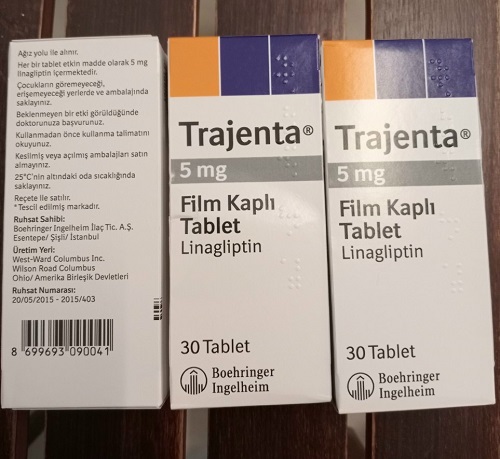 Ağız yolu ile alınır.
Her bir tablet etkin madde olarak 5 mg
linagliptin içermektedir.
Çocukların göremeyeceği,
erişemeyeceği yerlerde ve ambalajında
saklayınız.
Beklenmeyen bir etki görüldüğünde
doktorunuza başvurunuz.
Kullanmadan önce kullanma talimatını
okuyunuz.
Kesilmiş veya açılmış ambalajları satın
almayınız.
25°C'nin altındaki oda sıcaklığında
saklayınız.
Reçete ile satılır.
* Tescil edilmiş markadır.
Ruhsat Sahibi:
Boehringer Ingelheim İlaç Tic. A.Ş.
Esentepe/ Şişli/ İstanbul
Üretim Yeri:
West-Ward Columbus Inc.
Wilson Road Columbus
Ohio/ Amerika Birleşik Devletleri
Ruhsat Numarası:
20/05/2015 - 2015/403
8 699693 090041
Trajenta®
5 mg
Film Kaplı
Tablet
Linagliptin
30 Tablet
Boehringer
Ingelheim
Trajenta®
5 mg
Film Kaplı
Tablet
Linagliptin
30 Tablet
Boehringer
Ingelheim